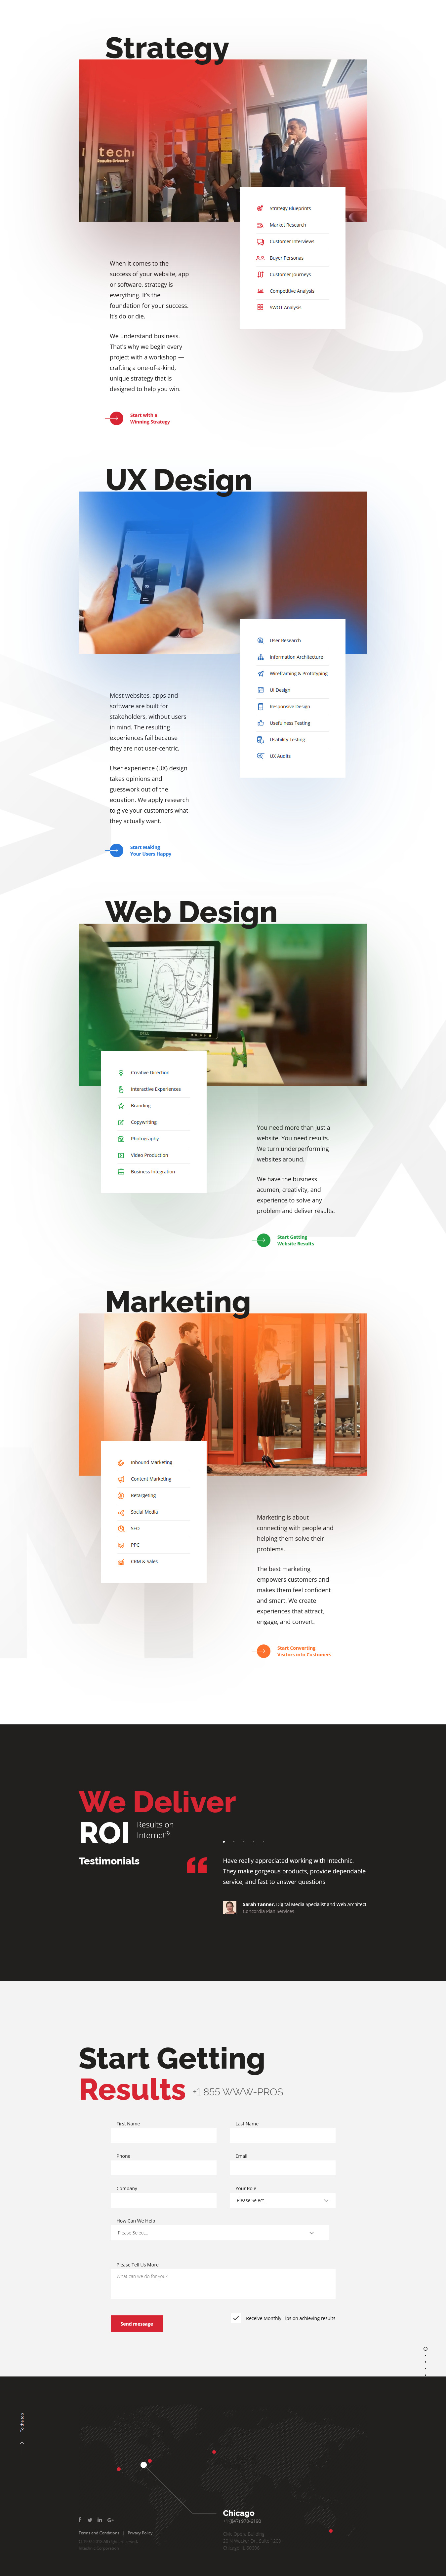 Strategy
Strategy Blueprints
Market Research
Customer Interviews
Buyer Personas
Customer Journeys
Competitive Analysis
SWOT Analysis
When it comes to the
success of your website, app
or software, strategy is
everything. It's the
foundation for your success.
It's do or die.
We understand business.
That's why we begin every
project with a workshop —
crafting a one-of-a-kind,
unique strategy that is
designed to help you win.
Start with a
Winning Strategy
UX Design
User Research
Information Architecture
Wireframing & Prototyping
UI Design
Responsive Design
Usefulness Testing
Usability Testing
UX Audits
Most websites, apps and
software are built for
stakeholders, without users
in mind. The resulting
experiences fail because
they are not user-centric.
User experience (UX) design
takes opinions and
guesswork out of the
equation. We apply research
to give your customers what
they actually want.
Start Making
Your Users Happy
Web Design
Creative Direction
Interactive Experiences
Branding
Copywriting
Photography
Video Production
Business Integration
You need more than just a
website. You need results.
We turn underperforming
websites around.
We have the business
acumen, creativity, and
experience to solve any
problem and deliver results.
Start Getting
Website Results
Marketing
Inbound Marketing
Content Marketing
Retargeting
Social Media
SEO
PPC
CRM & Sales
Marketing is about
connecting with people and
helping them solve their
problems.
The best marketing
empowers customers and
makes them feel confident
and smart. We create
experiences that attract,
engage, and convert.
Start Converting
Visitors Into Customers
We Deliver
ROI Results on
Internet®
Testimonials
Have really appreciated working with Intechnic.
They make gorgeous products, provide dependable
service, and fast to answer questions
Sarah Tanner, Digital Media Specialist and Web Architect
Concordia Plan Services
Start Getting
Results +1 855 WWW-PROS
First Name
Last Name
Phone
Email
Company
Your Role
Please Select...
How Can We Help
Please Select...
Please Tell Us More
What can we do for you?
Send message
Receive Monthly Tips on achieving results
To the top
Chicago
+1 (847) 870-6190
Terms and Conditions
Privacy Policy